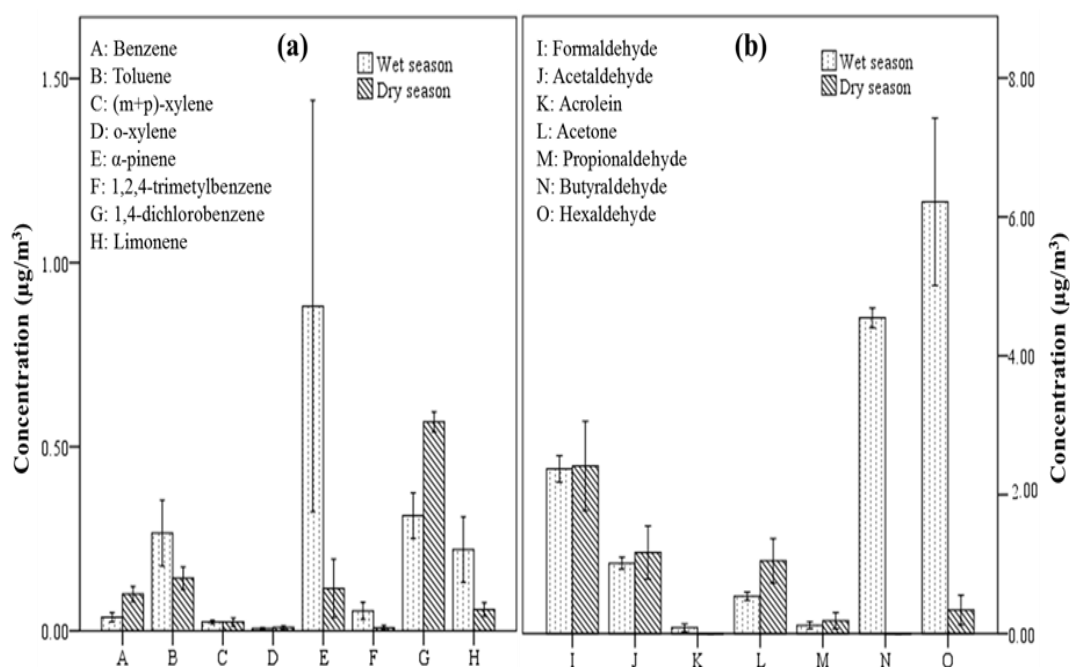 (a)
A: Benzene
B: Toluene
C: (m+p)-xylene
D: o-xylene
E: α-pinene
F: 1,2,4-trimetylbenzene
G: 1,4-dichlorobenzene
H: Limonene
Wet season
Dry season
Concentration (μg/m³)
1.50
1.00
0.50
0.00
A B C D E F G H
(b)
I: Formaldehyde
J: Acetaldehyde
K: Acrolein
L: Acetone
M: Propionaldehyde
N: Butyraldehyde
O: Hexaldehyde
Wet season
Dry season
8.00
6.00
4.00
2.00
0.00
Concentration (μg/m³)
I J K L M N O